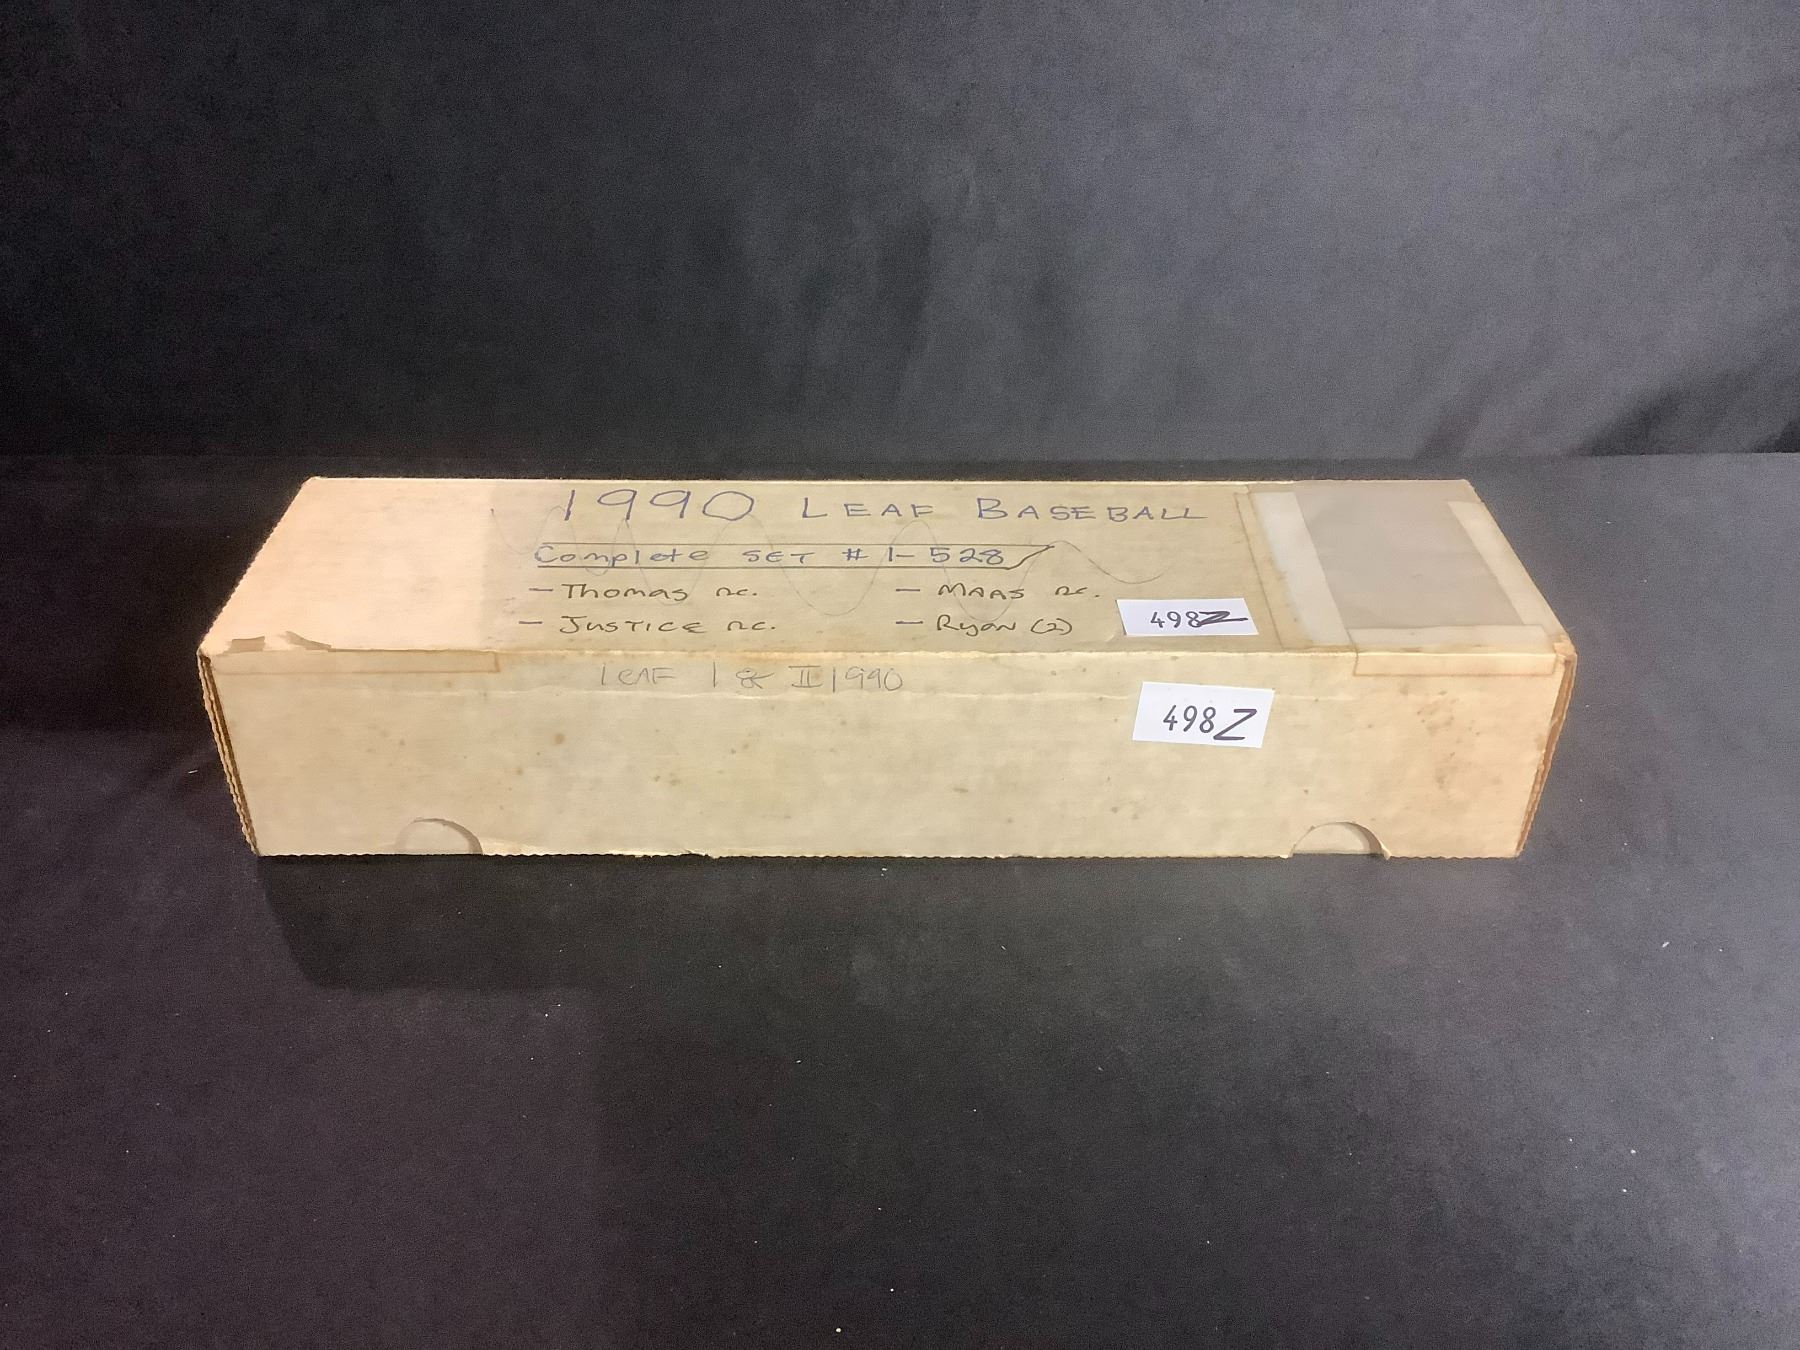 1990 LEAF BASEBALL
Complete SET # 1-528
- Thomas RC. - MAAS RC.
- JUSTICE RC. - Ryan (2)
498Z
LEAF 1 & II 1990
498Z